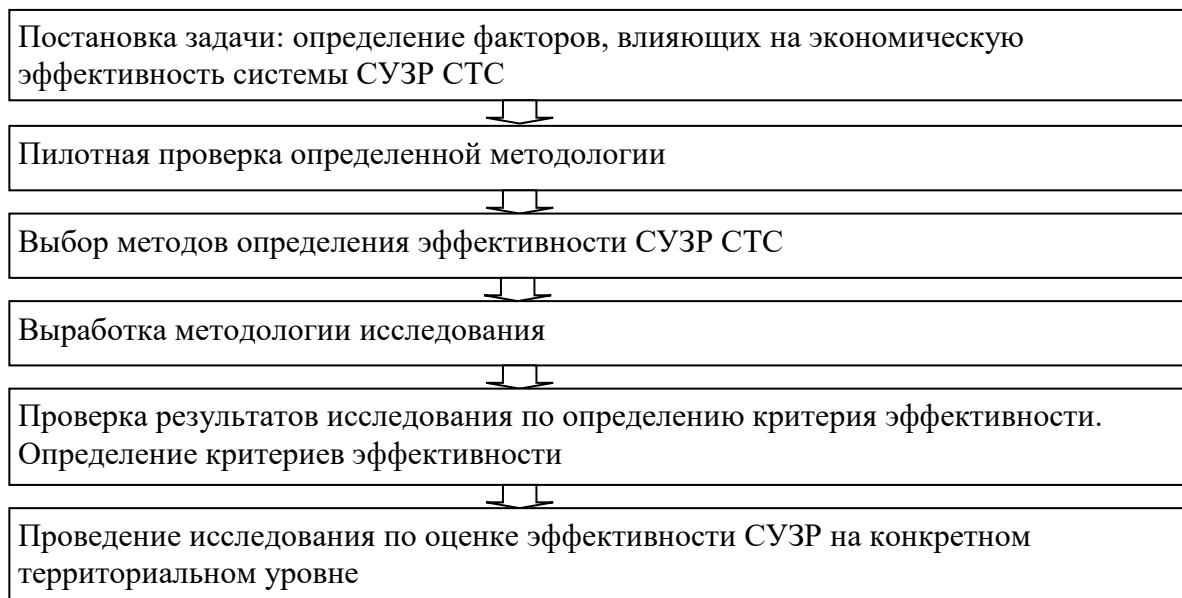 Постановка задачи: определение факторов, влияющих на экономическую
эффективность системы СУЗР СТС
Пилотная проверка определенной методологии
Выбор методов определения эффективности СУЗР СТС
Выработка методологии исследования
Проверка результатов исследования по определению критерия эффективности.
Определение критериев эффективности
Проведение исследования по оценке эффективности СУЗР на конкретном
территориальном уровне